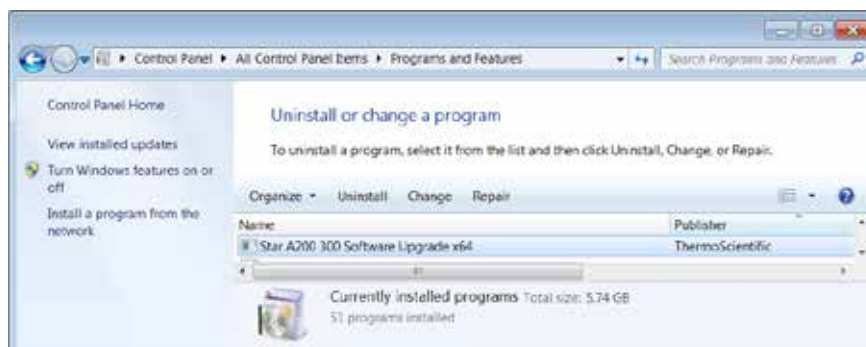 Control Panel ▸ All Control Panel Items ▸ Programs and Features
Search Programs and Features
Control Panel Home
View installed updates
Turn Windows features on or
off
Install a program from the
network
Uninstall or change a program
To uninstall a program, select it from the list and then click Uninstall, Change, or Repair.
Organize Uninstall Change Repair
Name Publisher
Star A200 300 Software Upgrade x64 ThermoScientific
Currently installed programs Total size: 5.74 GB
51 programs installed